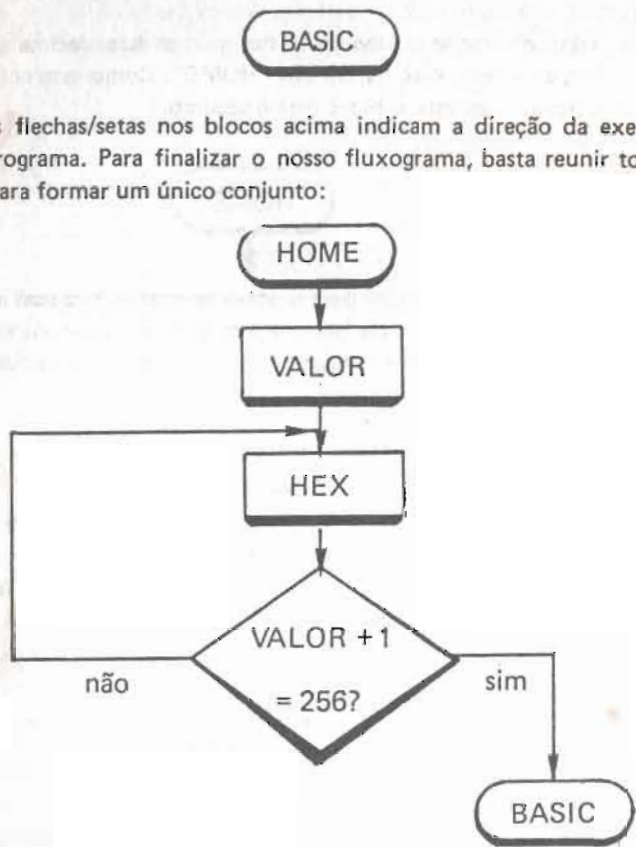 BASIC
s flechas/setas nos blocos acima indicam a direção da exe
rograma. Para finalizar o nosso fluxograma, basta reunir to
ara formar um único conjunto:
HOME
VALOR
HEX
VALOR + 1
= 256?
não
sim
BASIC